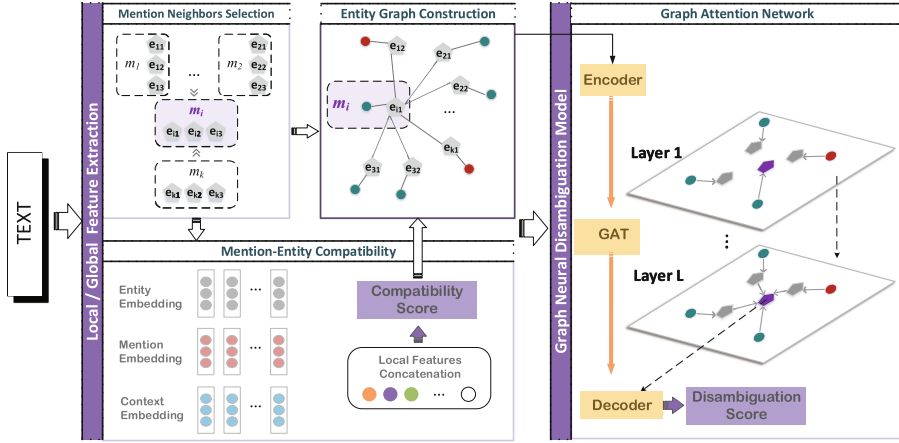 TEXT
Local / Global Feature Extraction
Mention Neighbors Selection
e11
e12
e13
m1
...
m2
e21
e22
e23
mi
ei1 ei2 ei3
mk
ek1 ek2 ek3
Entity Graph Construction
e12
e21
e22
...
mi
ei1
ek1
e31
e32
Mention-Entity Compatibility
Entity
Embedding
...
Mention
Embedding
...
Context
Embedding
...
Compatibility
Score
Local Features
Concatenation
...
Graph Neural Disambiguation Model
Graph Attention Network
Encoder
Layer 1
GAT
...
Layer L
Decoder
Disambiguation
Score